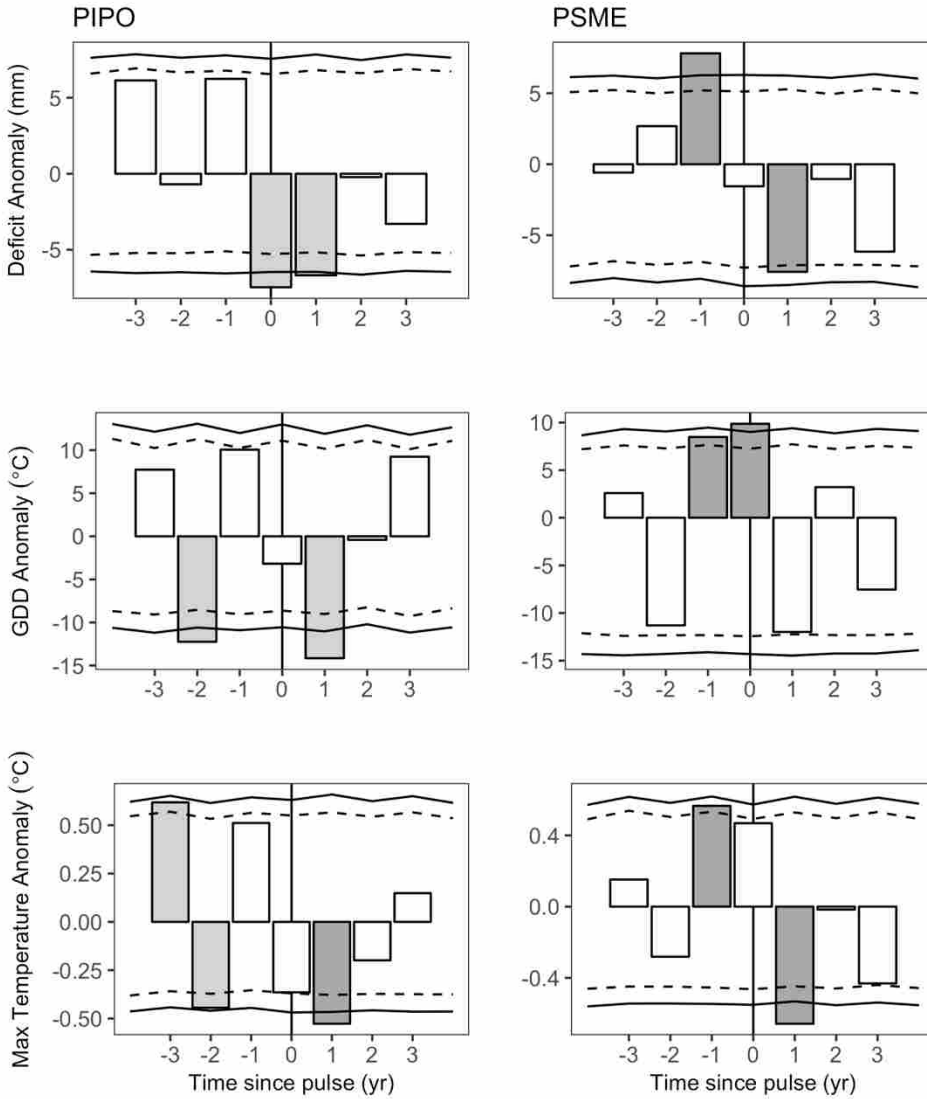 PIPO
PSME
Deficit Anomaly (mm)
5
0
-5
-3 -2 -1 0 1 2 3
5
0
-5
-3 -2 -1 0 1 2 3
GDD Anomaly (°C)
10
5
0
-5
-10
-15
-3 -2 -1 0 1 2 3
10
5
0
-5
-10
-15
-3 -2 -1 0 1 2 3
Max Temperature Anomaly (°C)
0.50
0.25
0.00
-0.25
-0.50
-3 -2 -1 0 1 2 3
Time since pulse (yr)
0.4
0.0
-0.4
-3 -2 -1 0 1 2 3
Time since pulse (yr)